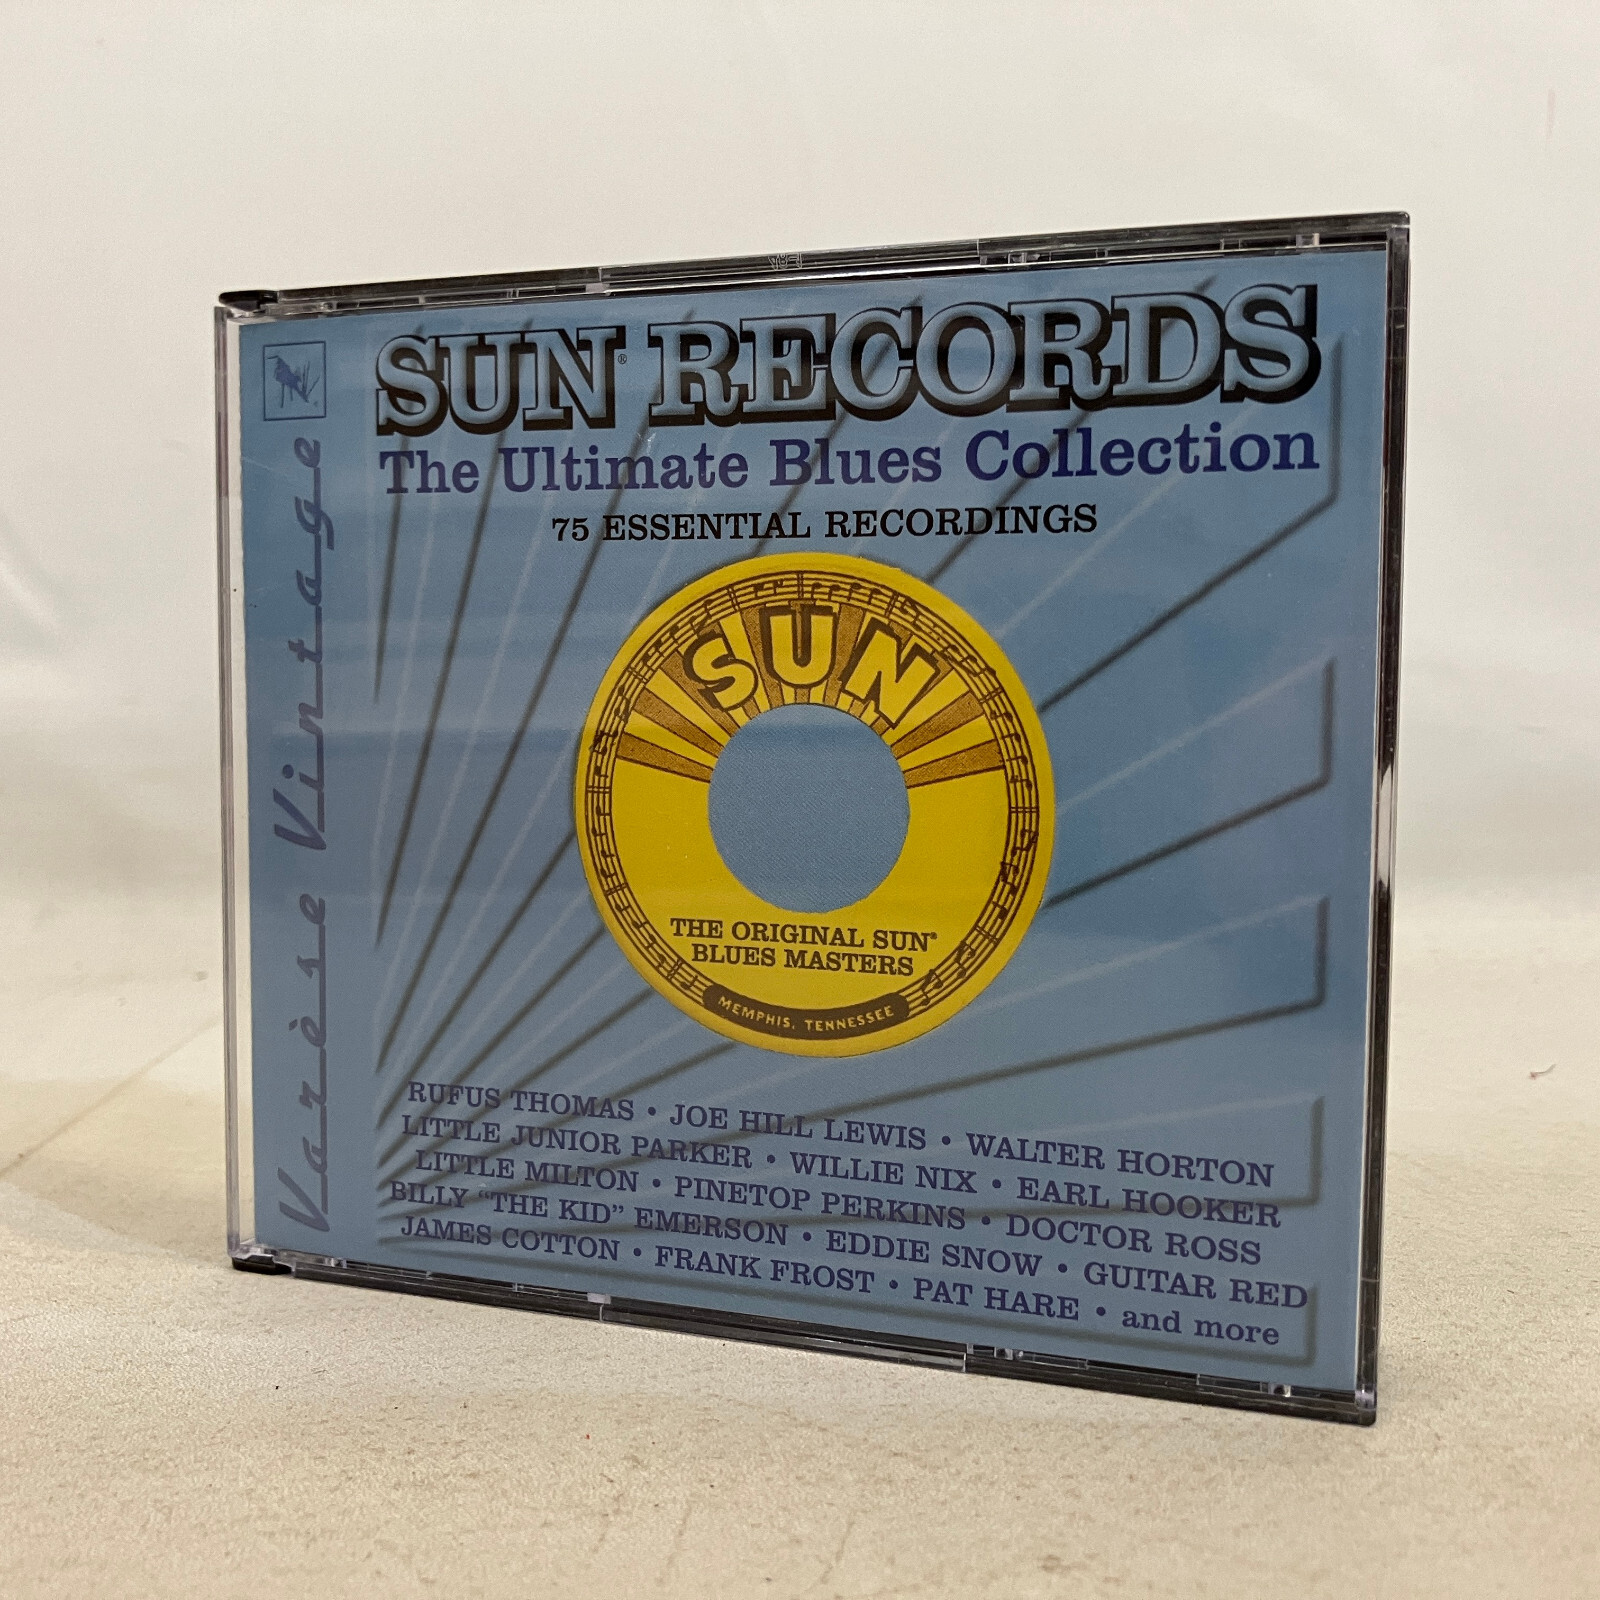 SUN® RECORDS
The Ultimate Blues Collection
75 ESSENTIAL RECORDINGS
Varèse Vintage
SUN
THE ORIGINAL SUN®
BLUES MASTERS
MEMPHIS, TENNESSEE
RUFUS THOMAS • JOE HILL LEWIS • WALTER HORTON
LITTLE JUNIOR PARKER • WILLIE NIX • EARL HOOKER
LITTLE MILTON • PINETOP PERKINS • DOCTOR ROSS
BILLY "THE KID" EMERSON • EDDIE SNOW • GUITAR RED
JAMES COTTON • FRANK FROST • PAT HARE • and more